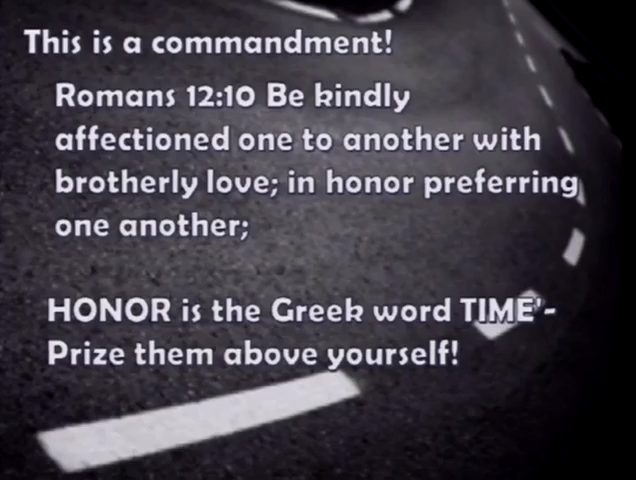 This is a commandment!
Romans 12:10 Be kindly
affectioned one to another with
brotherly love; in honor preferring
one another;
HONOR is the Greek word TIME'-
Prize them above yourself!